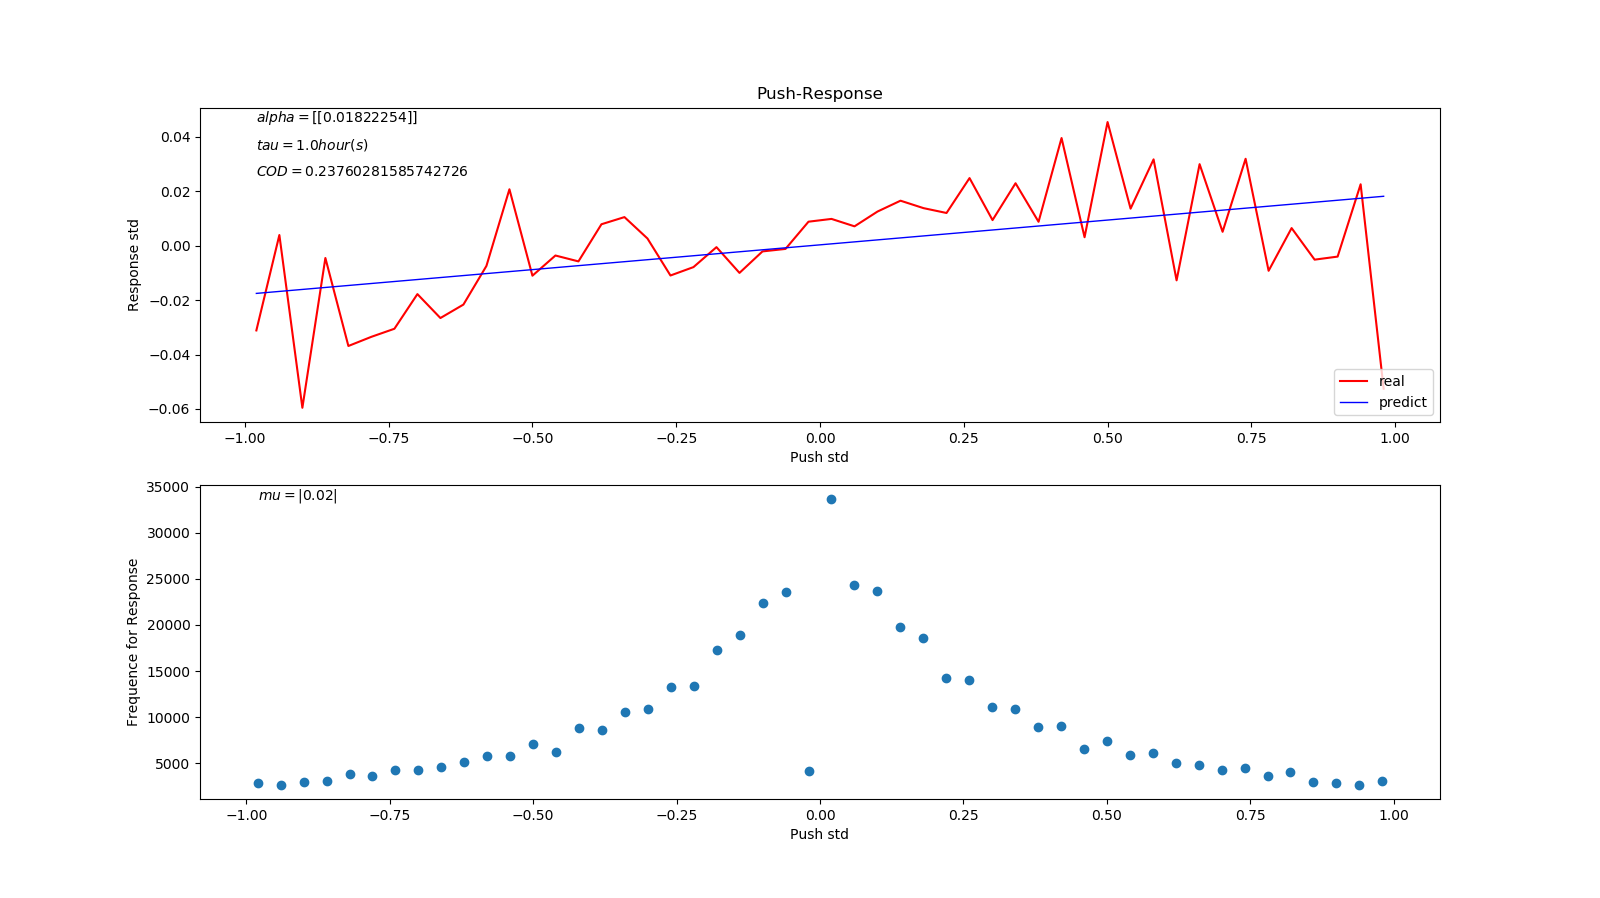 Push-Response
alpha = [[0.01822254]]
tau = 1.0hour(s)
COD = 0.23760281585742726
Response std
0.04
0.02
0.00
−0.02
−0.04
−0.06
real
predict
−1.00 −0.75 −0.50 −0.25 0.00 0.25 0.50 0.75 1.00
Push std
mu = |0.02|
Frequence for Response
35000
30000
25000
20000
15000
10000
5000
−1.00 −0.75 −0.50 −0.25 0.00 0.25 0.50 0.75 1.00
Push std